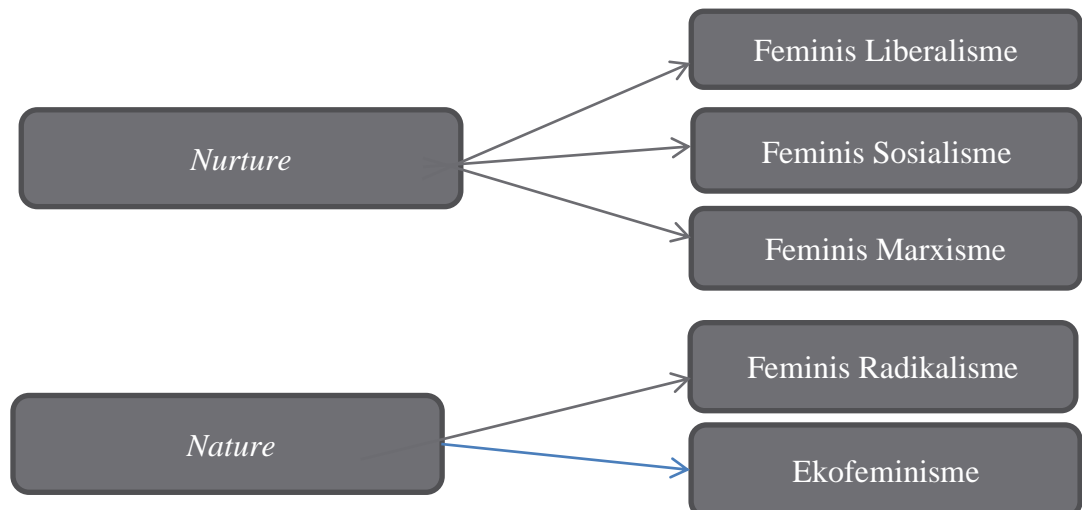 Nurture
Feminis Liberalisme
Feminis Sosialisme
Feminis Marxisme
Nature
Feminis Radikalisme
Ekofeminisme